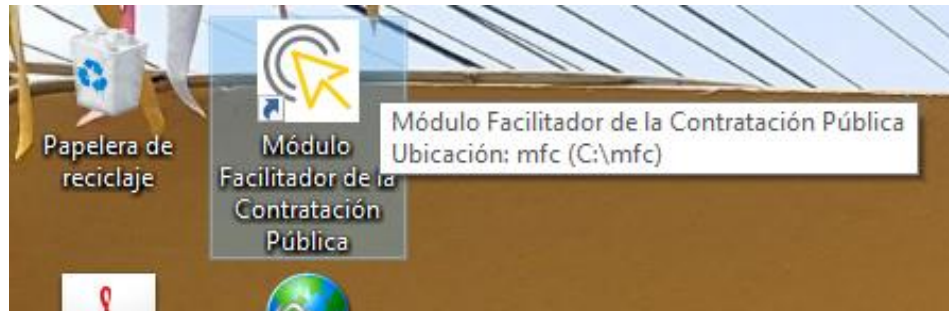 Papelera de
reciclaje
Módulo
Facilitador de la
Contratación
Pública
Módulo Facilitador de la Contratación Pública
Ubicación: mfc (C:\mfc)